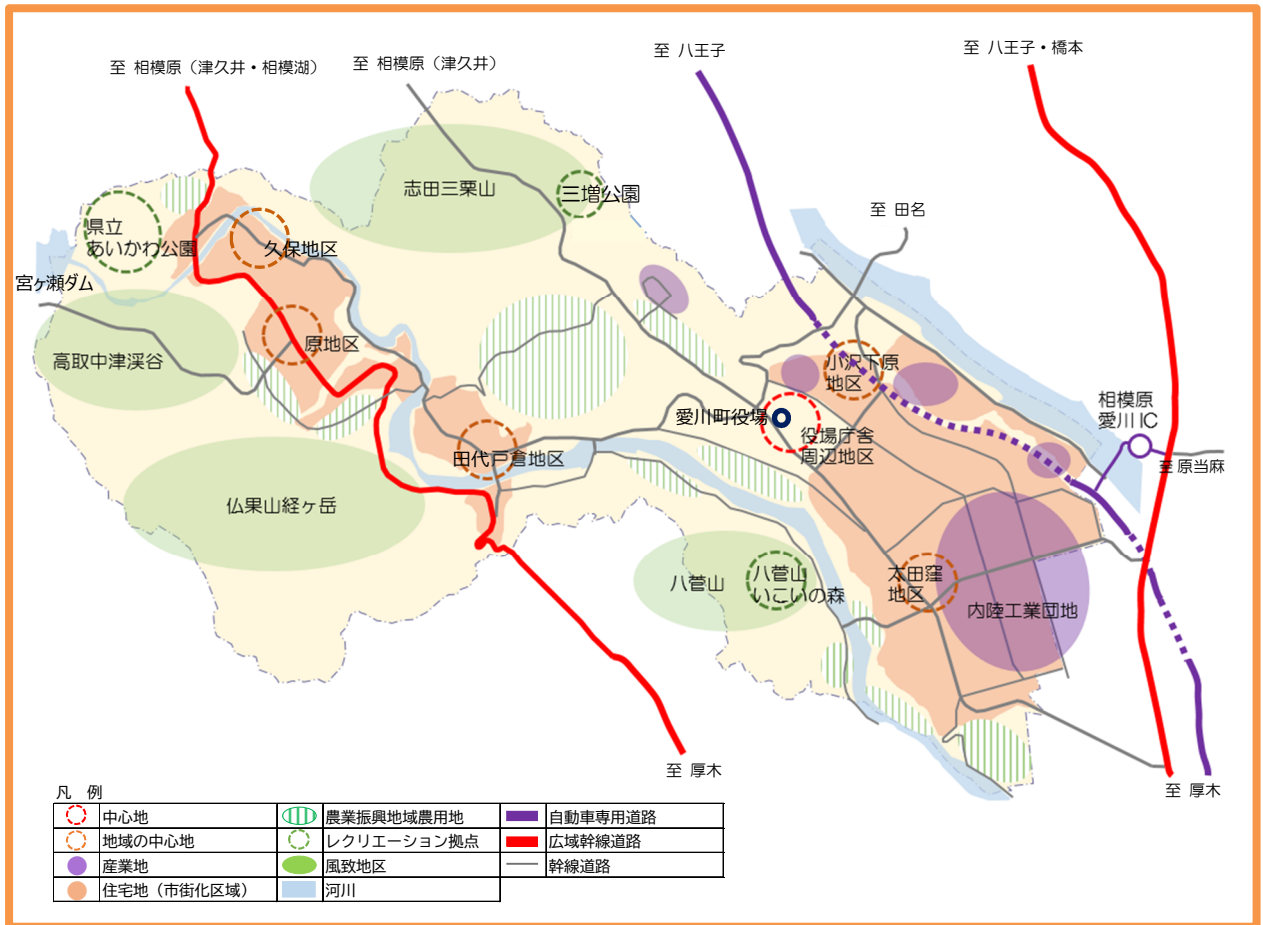 至 八王子・橋本
至 八王子
至 相模原（津久井・相模湖）
至 相模原（津久井）
志田三栗山
三増公園
至 田名
県立
あいかわ公園
久保地区
宮ヶ瀬ダム
原地区
高取中津渓谷
小沢下原
地区
相模原
愛川IC
愛川町役場
役場庁舎
周辺地区
田代戸倉地区
至 原当麻
仏果山経ヶ岳
八菅山
八菅山
いこいの森
太田窪
地区
内陸工業団地
至 厚木
至 厚木
凡 例
中心地
農業振興地域農用地
自動車専用道路
地域の中心地
レクリエーション拠点
広域幹線道路
産業地
風致地区
幹線道路
住宅地（市街化区域）
河川